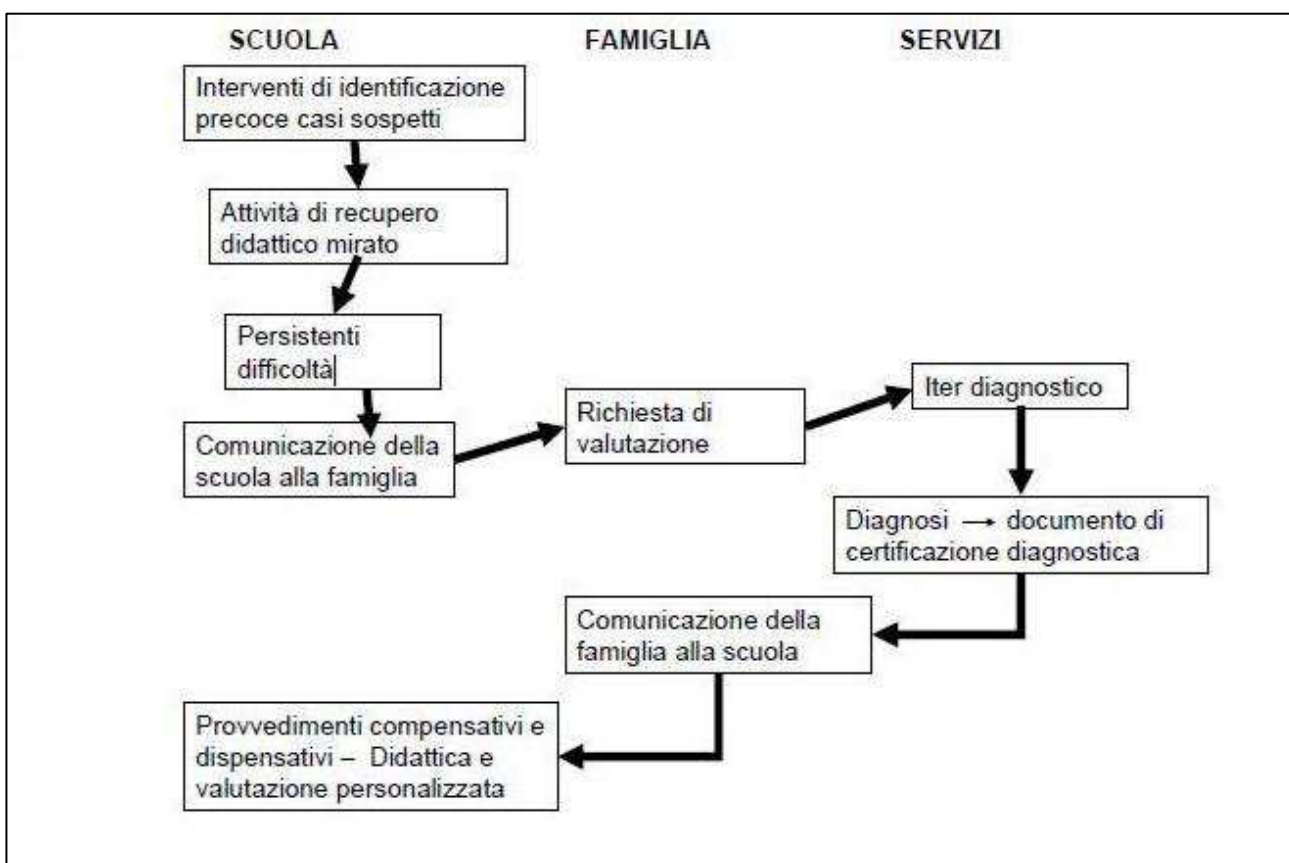 SCUOLA FAMIGLIA SERVIZI
Interventi di identificazione
precoce casi sospetti
Attività di recupero
didattico mirato
Persistenti
difficoltà
Comunicazione della
scuola alla famiglia
Richiesta di
valutazione
Iter diagnostico
Diagnosi → documento di
certificazione diagnostica
Comunicazione della
famiglia alla scuola
Provvedimenti compensativi e
dispensativi – Didattica e
valutazione personalizzata